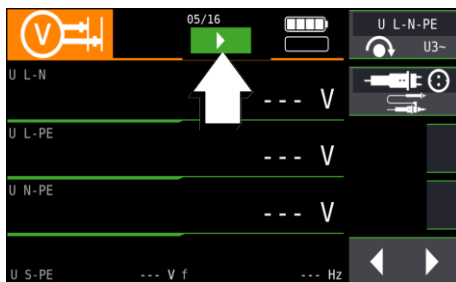 V
05/16
U L-N-PE
U3~
U L-N
--- V
U L-PE
--- V
U N-PE
--- V
U S-PE --- V f --- Hz